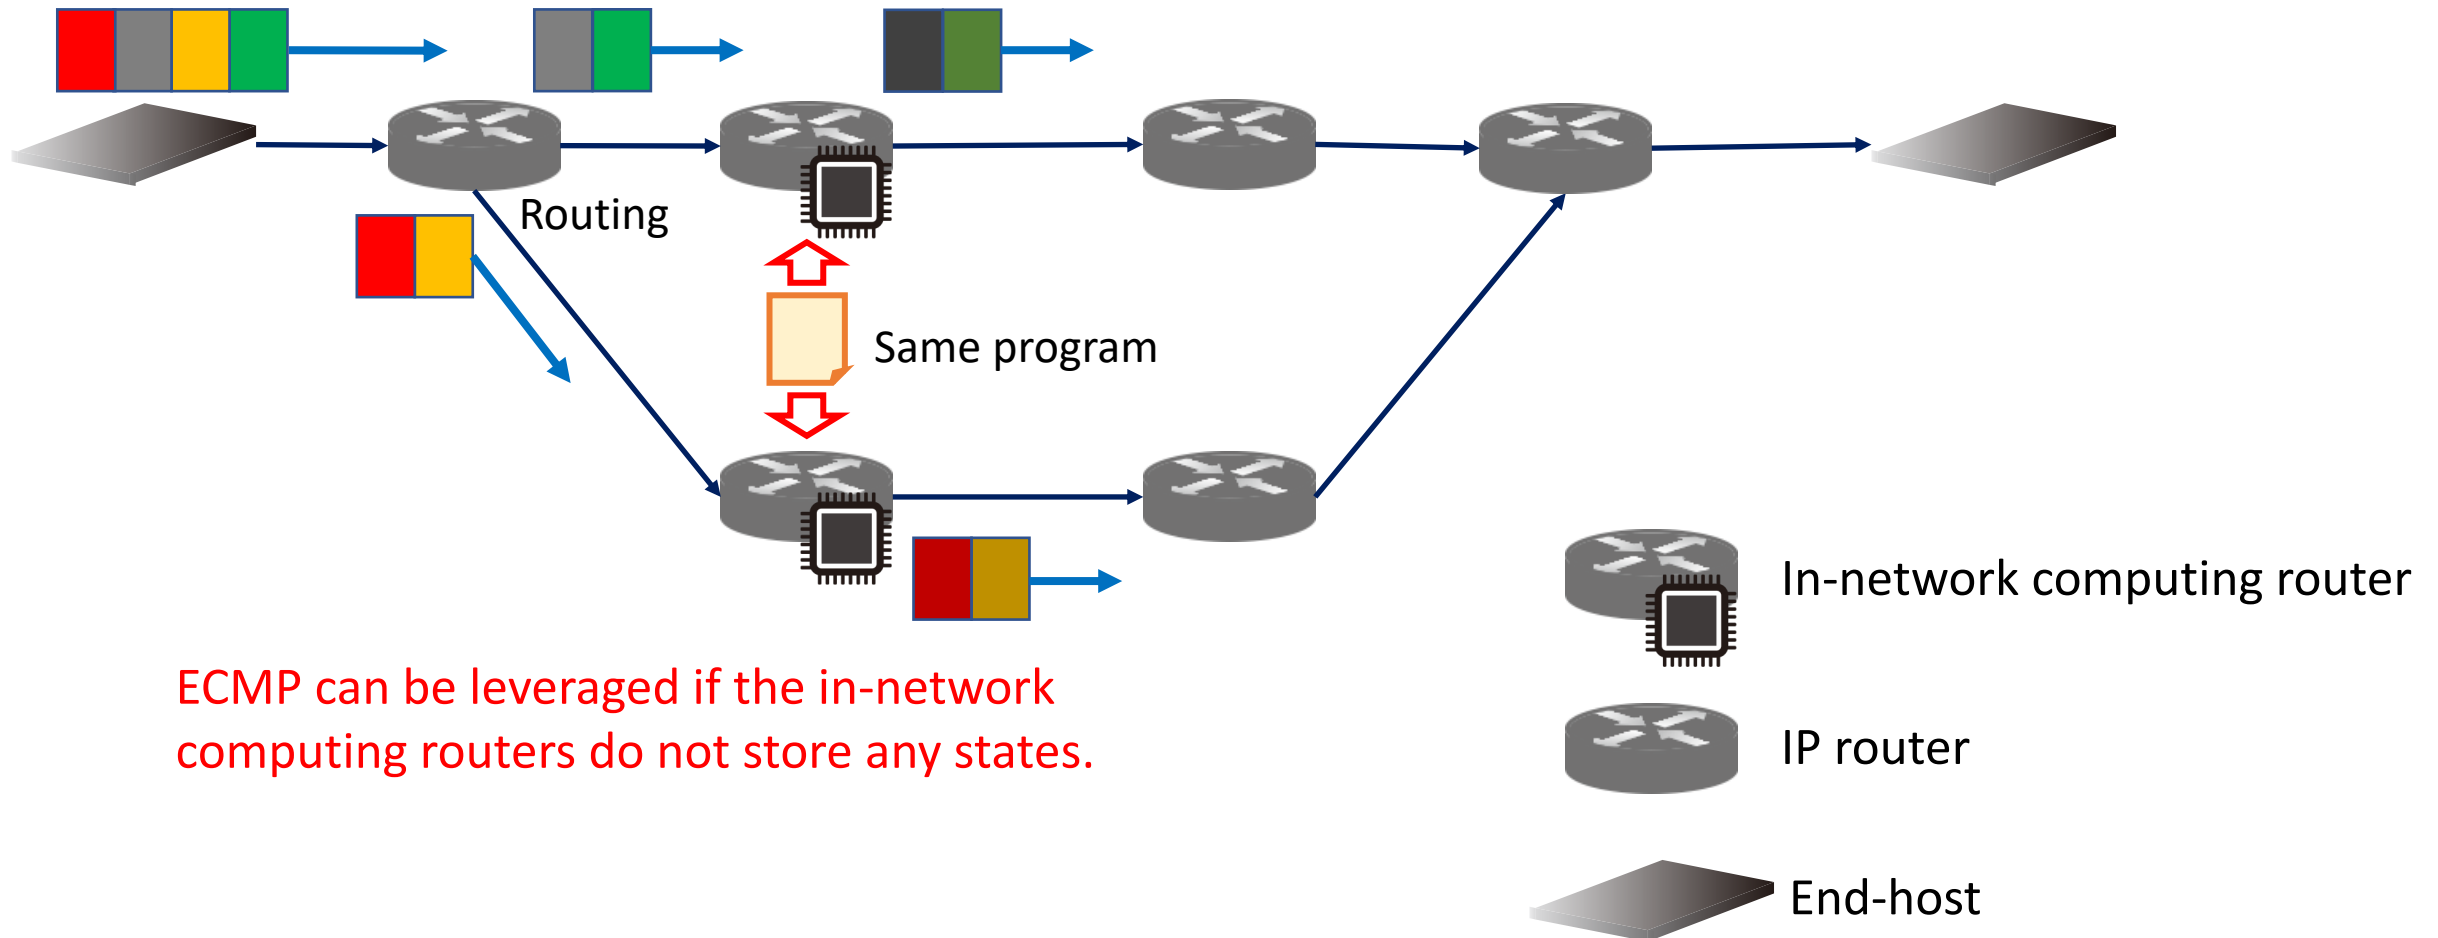 Routing
Same program
In-network computing router
ECMP can be leveraged if the in-network
computing routers do not store any states.
IP router
End-host